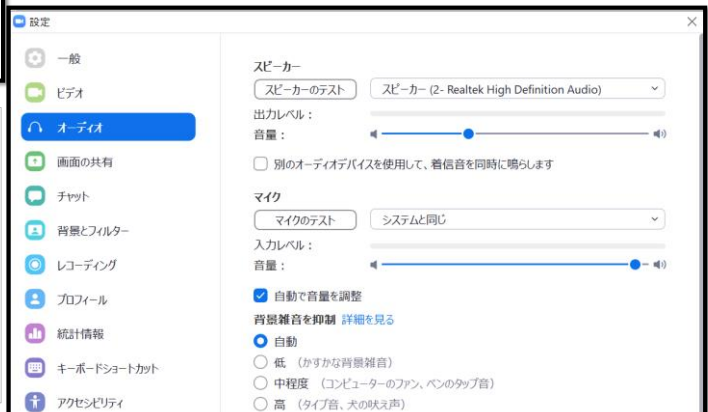 設定
一般
ビデオ
オーディオ
画面の共有
チャット
背景とフィルター
レコーディング
プロフィール
統計情報
キーボードショートカット
アクセシビリティ
スピーカー
スピーカーのテスト スピーカー (2- Realtek High Definition Audio)
出力レベル：
音量：
別のオーディオデバイスを使用して、着信音を同時に鳴らします
マイク
マイクのテスト システムと同じ
入力レベル：
音量：
自動で音量を調整
背景雑音を抑制 詳細を見る
自動
低 （かすかな背景雑音）
中程度 （コンピューターのファン、ペンのタップ音）
高 （タイプ音、犬の吠え声）